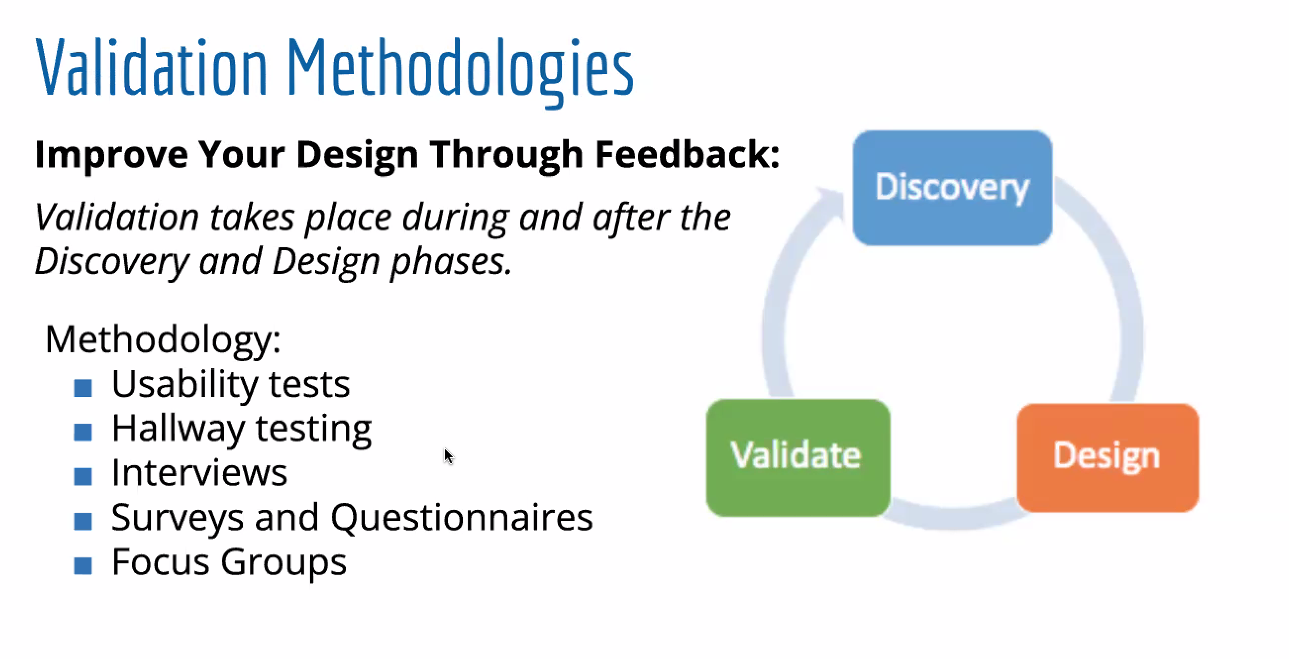 Validation Methodologies
Improve Your Design Through Feedback:
Validation takes place during and after the
Discovery and Design phases.
Methodology:
Usability tests
Hallway testing
Interviews
Surveys and Questionnaires
Focus Groups
Discovery
Validate
Design